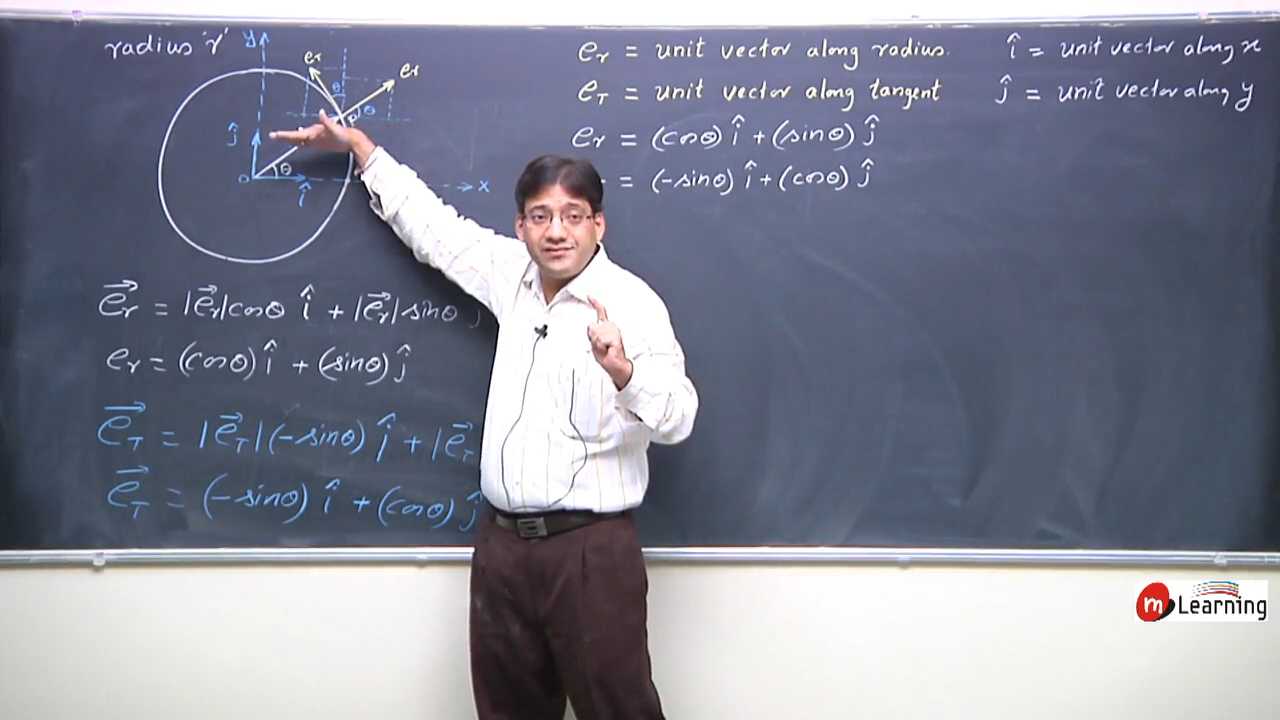 radius 'r'
y
eT
er
θ
θ
P
ĵ
θ
O
î
x
er = unit vector along radius.
eT = unit vector along tangent
er = (cosθ) î + (sinθ) ĵ
= (-sinθ) î + (cosθ) ĵ
î = unit vector along x
ĵ = unit vector along y
e⃗r = |e⃗r|cosθ î + |e⃗r|sinθ ĵ
er = (cosθ) î + (sinθ) ĵ
e⃗T = |e⃗T|(-sinθ) î + |e⃗T
e⃗T = (-sinθ) î + (cosθ) ĵ
m Learning